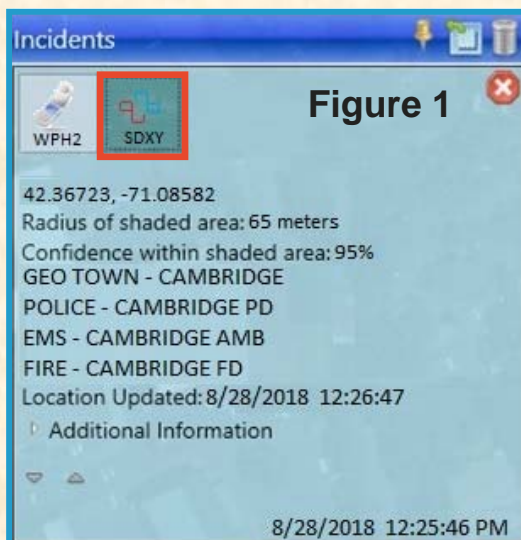 Incidents
Figure 1
WPH2 SDXY
42.36723, -71.08582
Radius of shaded area: 65 meters
Confidence within shaded area: 95%
GEO TOWN - CAMBRIDGE
POLICE - CAMBRIDGE PD
EMS - CAMBRIDGE AMB
FIRE - CAMBRIDGE FD
Location Updated: 8/28/2018 12:26:47
Additional Information
8/28/2018 12:25:46 PM